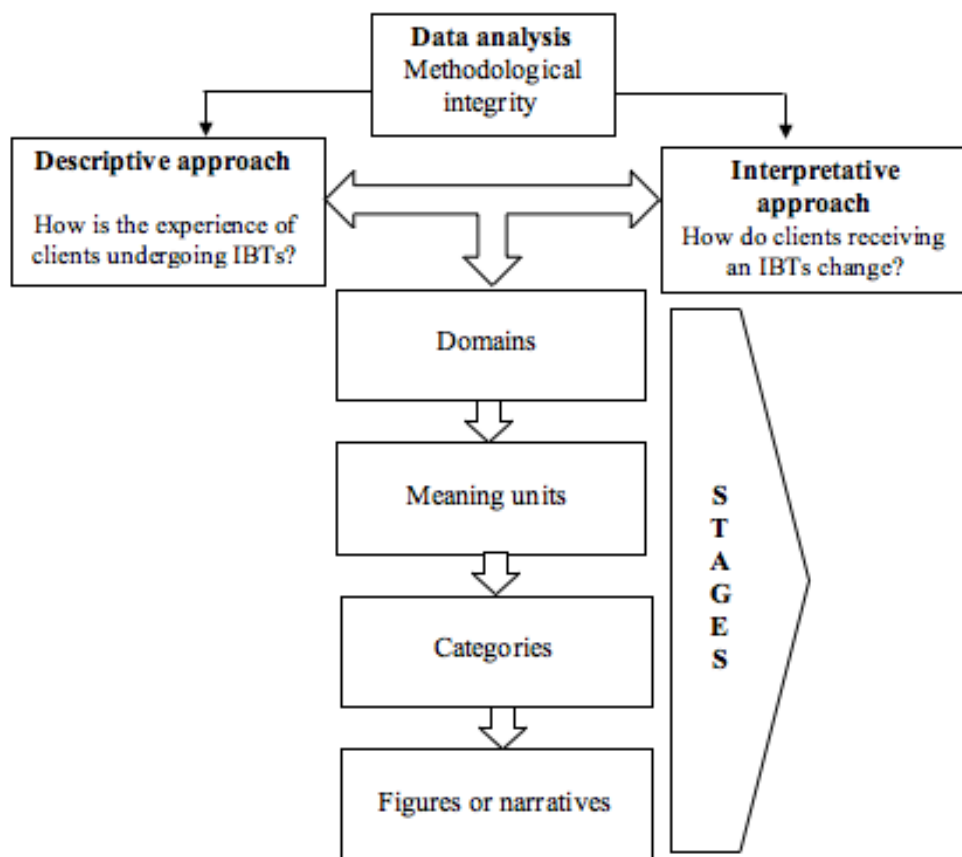 Data analysis
Methodological
integrity
Descriptive approach
How is the experience of
clients undergoing IBTs?
Interpretative
approach
How do clients receiving
an IBTs change?
Domains
Meaning units
Categories
Figures or narratives
S
T
A
G
E
S